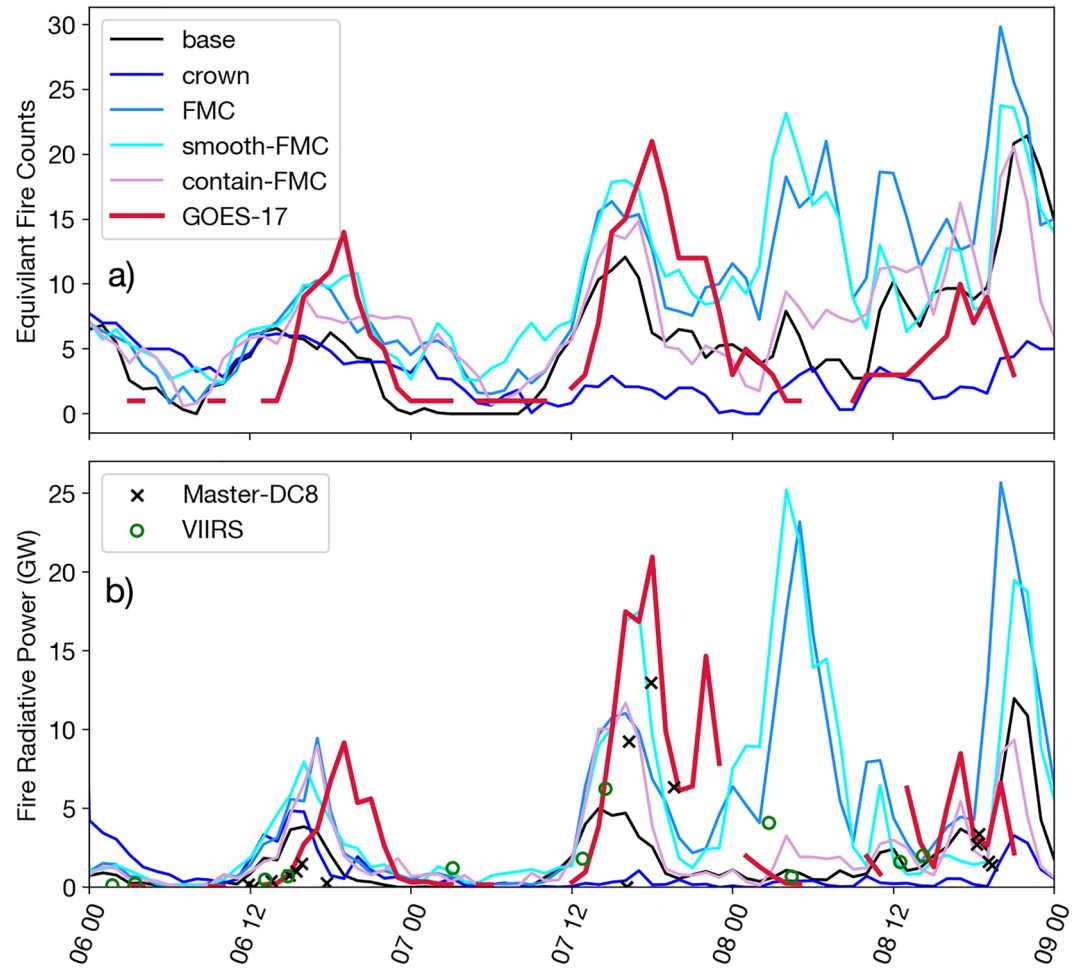 30
25
20
15
10
5
0
Equivilant Fire Counts
base
crown
FMC
smooth-FMC
contain-FMC
GOES-17
a)
25
20
15
10
5
0
Fire Radiative Power (GW)
Master-DC8
VIIRS
b)
06 00
06 12
07 00
07 12
08 00
08 12
09 00